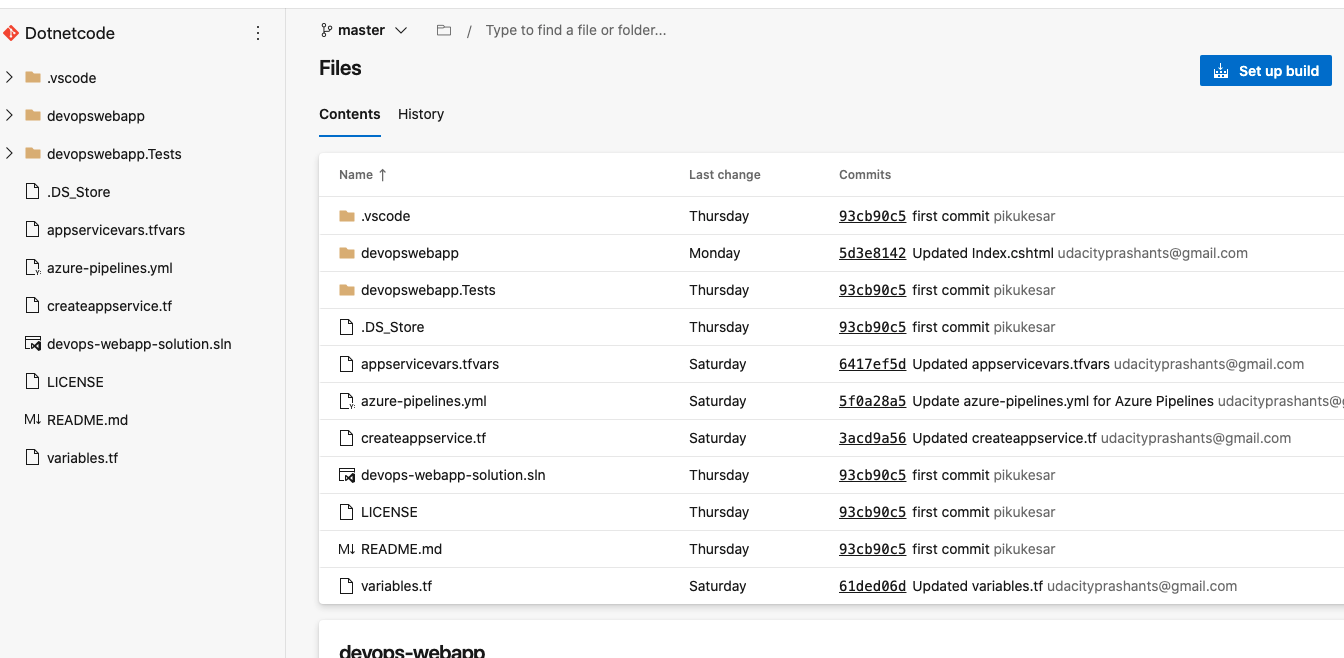 Dotnetcode
.vscode
devopswebapp
devopswebapp.Tests
.DS_Store
appservicevars.tfvars
azure-pipelines.yml
createappservice.tf
devops-webapp-solution.sln
LICENSE
README.md
variables.tf
master / Type to find a file or folder...
Files
Set up build
Contents History
Name ↑ Last change Commits
.vscode Thursday 93cb90c5 first commit pikukesar
devopswebapp Monday 5d3e8142 Updated Index.cshtml udacityprashants@gmail.com
devopswebapp.Tests Thursday 93cb90c5 first commit pikukesar
.DS_Store Thursday 93cb90c5 first commit pikukesar
appservicevars.tfvars Saturday 6417ef5d Updated appservicevars.tfvars udacityprashants@gmail.com
azure-pipelines.yml Saturday 5f0a28a5 Update azure-pipelines.yml for Azure Pipelines udacityprashants@
createappservice.tf Saturday 3acd9a56 Updated createappservice.tf udacityprashants@gmail.com
devops-webapp-solution.sln Thursday 93cb90c5 first commit pikukesar
LICENSE Thursday 93cb90c5 first commit pikukesar
README.md Thursday 93cb90c5 first commit pikukesar
variables.tf Saturday 61ded06d Updated variables.tf udacityprashants@gmail.com
devops-webapp